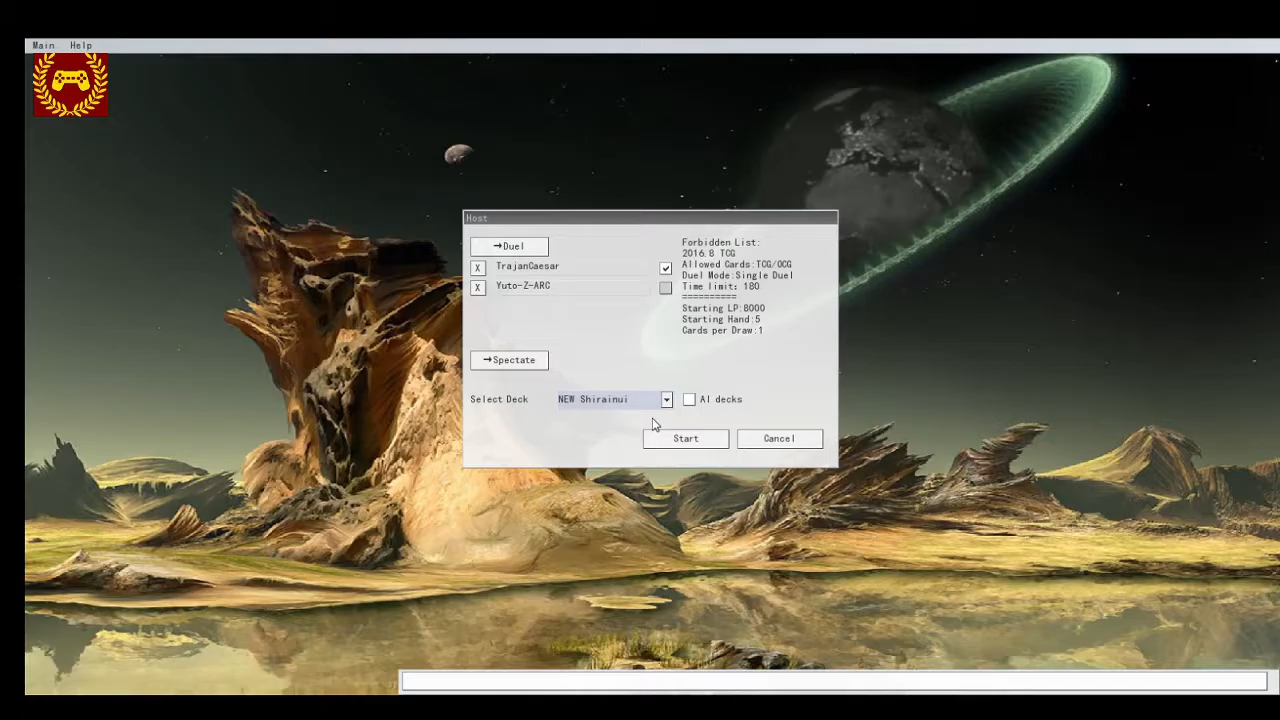 Main Help
Host
→Duel
X TrajanCaesar
X Yuto-Z-ARC
Forbidden List:
2016.8 TCG
Allowed Cards:TCG/OCG
Duel Mode:Single Duel
Time limit: 180
==========
Starting LP:8000
Starting Hand:5
Cards per Draw:1
→Spectate
Select Deck NEW Shirainui AI decks
Start Cancel